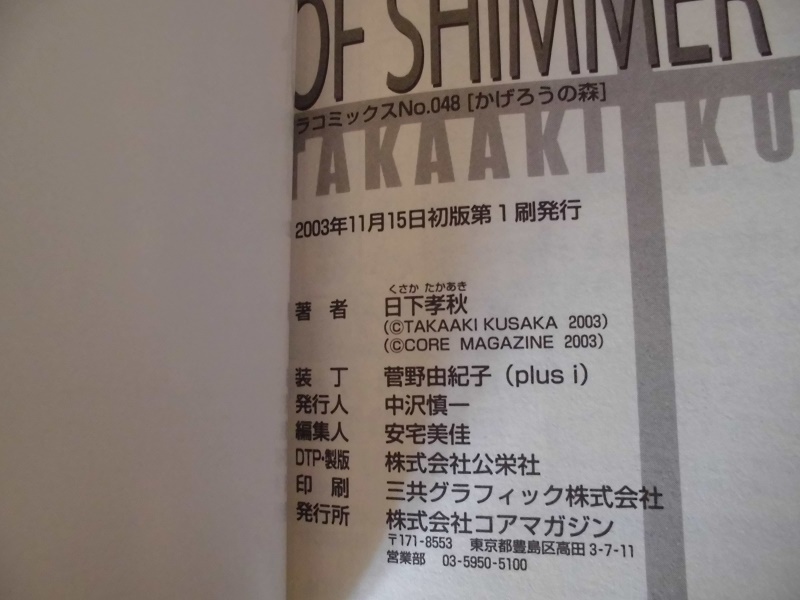 OF SHIMMER
ラコミックスNo.048 [かげろうの森]
TAKAAKI KU
2003年11月15日初版第1刷発行
くさか たかあき
著 者 日下孝秋
(©TAKAAKI KUSAKA 2003)
(©CORE MAGAZINE 2003)
装 丁 菅野由紀子(plus i)
発行人 中沢慎一
編集人 安宅美佳
DTP・製版 株式会社公栄社
印 刷 三共グラフィック株式会社
発行所 株式会社コアマガジン
〒171-8553 東京都豊島区高田3-7-11
営業部 03-5950-5100